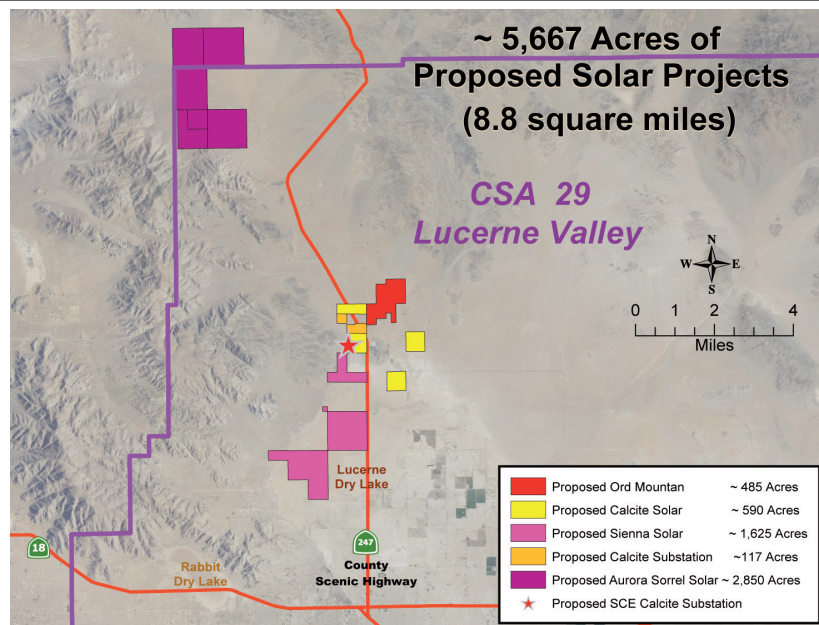 ~ 5,667 Acres of
Proposed Solar Projects
(8.8 square miles)
CSA 29
Lucerne Valley
N
W E
S
0 1 2 4
Miles
Lucerne
Dry Lake
18
247
County
Scenic Highway
Rabbit
Dry Lake
Proposed Ord Mountan ~ 485 Acres
Proposed Calcite Solar ~ 590 Acres
Proposed Sienna Solar ~ 1,625 Acres
Proposed Calcite Substation ~117 Acres
Proposed Aurora Sorrel Solar ~ 2,850 Acres
Proposed SCE Calcite Substation